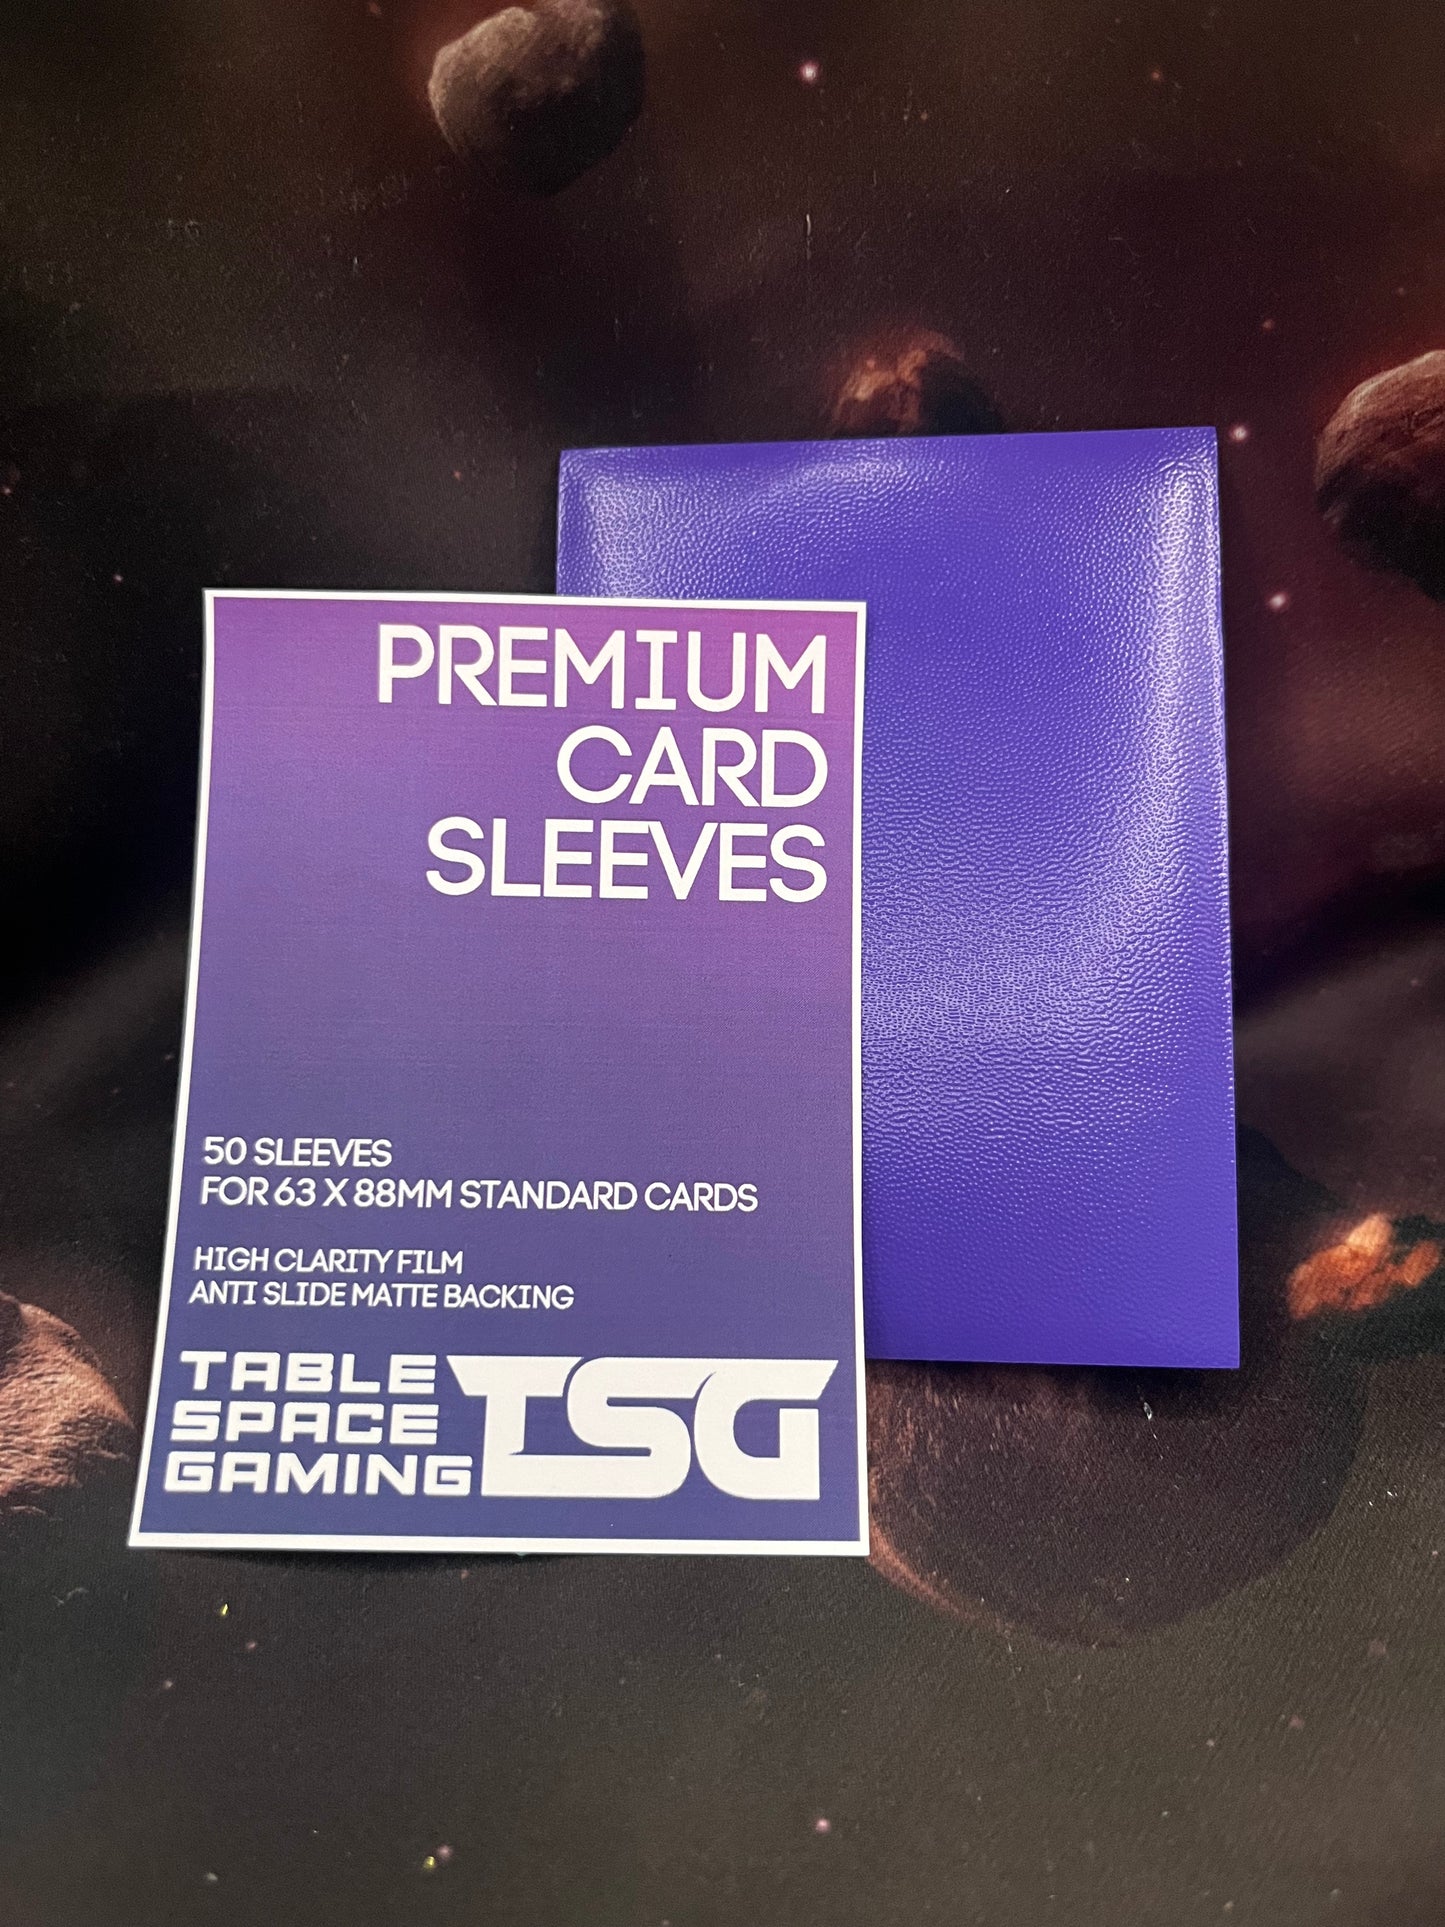 PREMIUM
CARD
SLEEVES
50 SLEEVES
FOR 63 X 88MM STANDARD CARDS
HIGH CLARITY FILM
ANTI SLIDE MATTE BACKING
TABLE
SPACE
GAMING
TSG